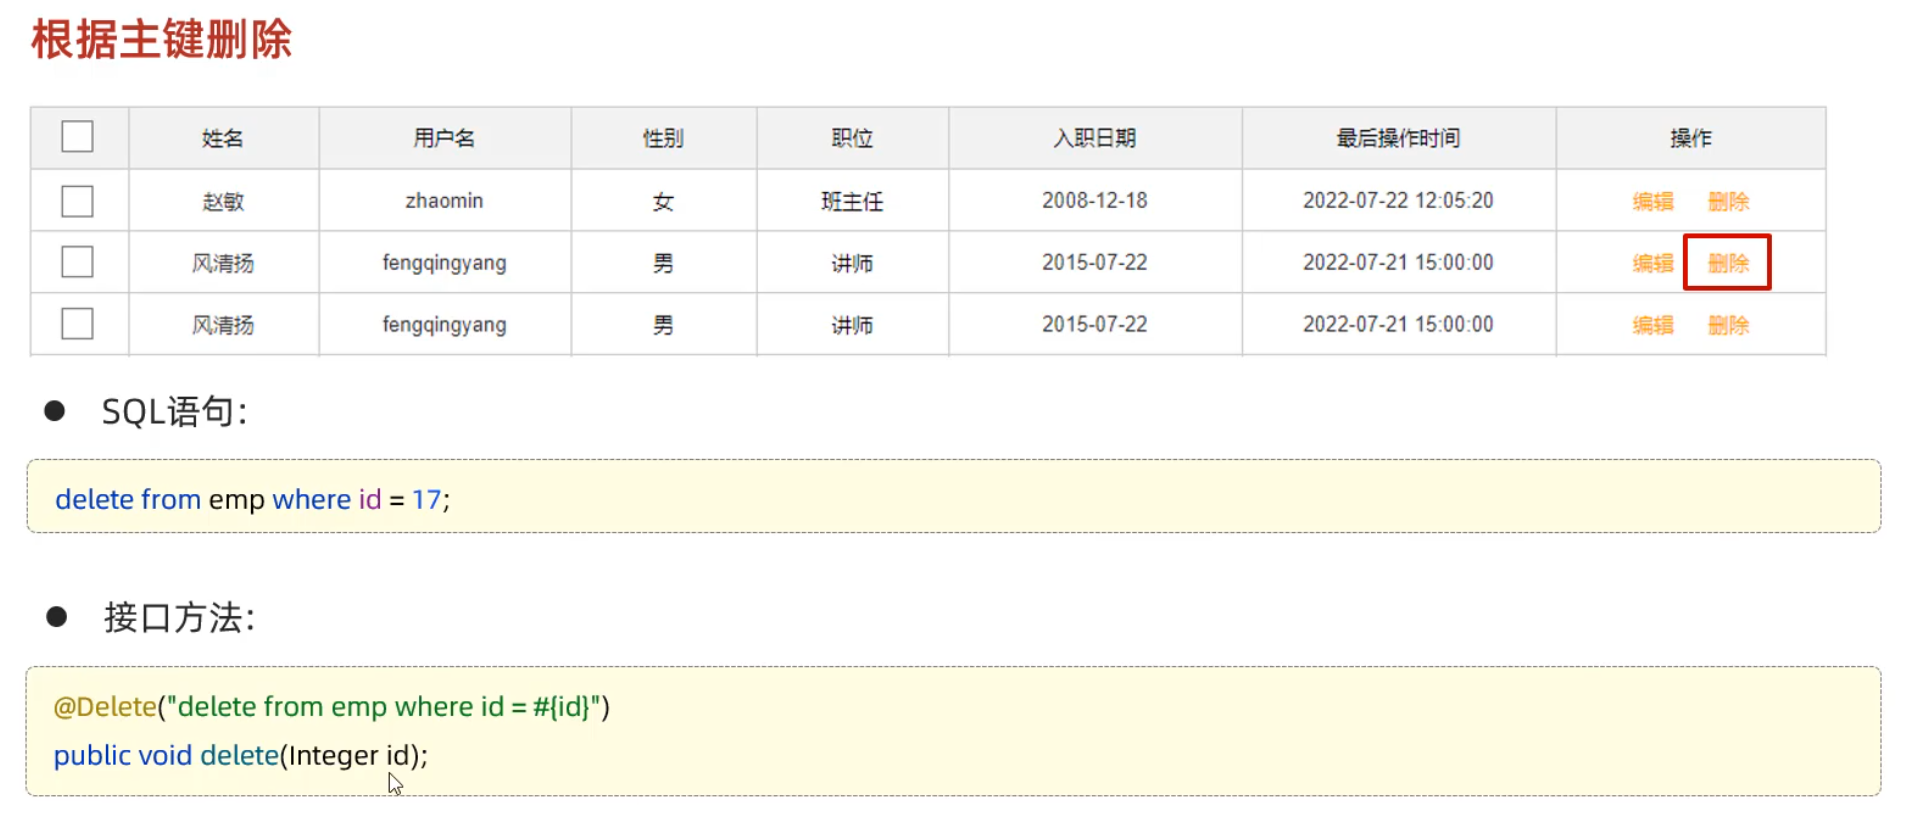 根据主键删除
姓名 用户名 性别 职位 入职日期 最后操作时间 操作
赵敏 zhaomin 女 班主任 2008-12-18 2022-07-22 12:05:20 编辑 删除
风清扬 fengqingyang 男 讲师 2015-07-22 2022-07-21 15:00:00 编辑 删除
风清扬 fengqingyang 男 讲师 2015-07-22 2022-07-21 15:00:00 编辑 删除
● SQL语句：
delete from emp where id = 17;
● 接口方法：
@Delete("delete from emp where id = #{id}")
public void delete(Integer id);